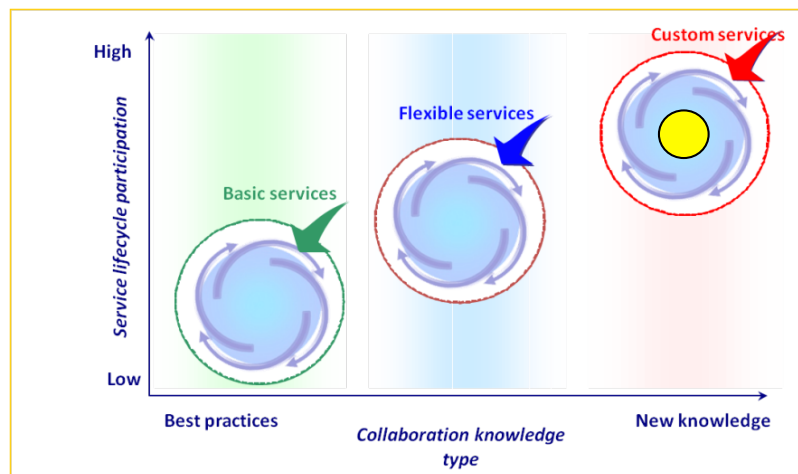 Custom services
High
Flexible services
Basic services
Service lifecycle participation
Low
Best practices
New knowledge
Collaboration knowledge
type